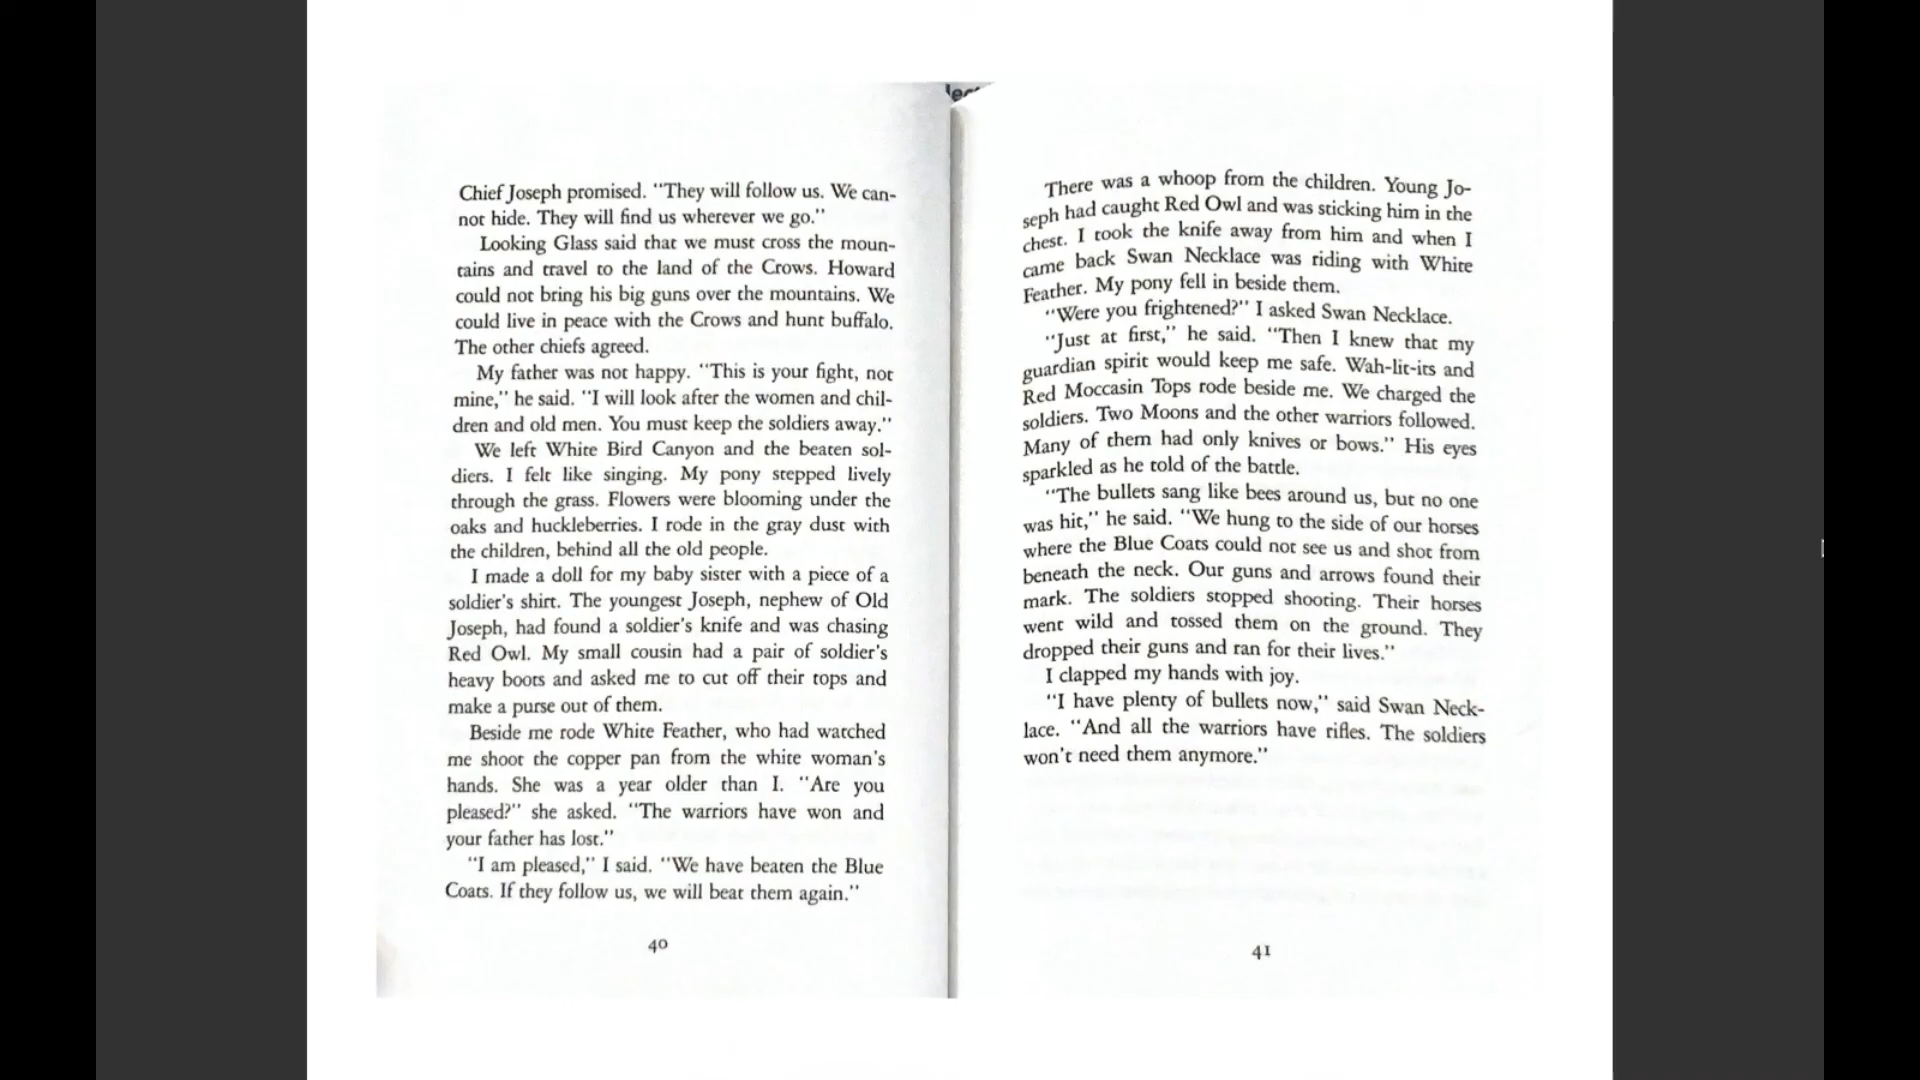 Chief Joseph promised. "They will follow us. We can-
not hide. They will find us wherever we go."
Looking Glass said that we must cross the moun-
tains and travel to the land of the Crows. Howard
could not bring his big guns over the mountains. We
could live in peace with the Crows and hunt buffalo.
The other chiefs agreed.
My father was not happy. "This is your fight, not
mine," he said. "I will look after the women and chil-
dren and old men. You must keep the soldiers away."
We left White Bird Canyon and the beaten sol-
diers. I felt like singing. My pony stepped lively
through the grass. Flowers were blooming under the
oaks and huckleberries. I rode in the gray dust with
the children, behind all the old people.
I made a doll for my baby sister with a piece of a
soldier's shirt. The youngest Joseph, nephew of Old
Joseph, had found a soldier's knife and was chasing
Red Owl. My small cousin had a pair of soldier's
heavy boots and asked me to cut off their tops and
make a purse out of them.
Beside me rode White Feather, who had watched
me shoot the copper pan from the white woman's
hands. She was a year older than I. "Are you
pleased?" she asked. "The warriors have won and
your father has lost."
"I am pleased," I said. "We have beaten the Blue
Coats. If they follow us, we will beat them again."
40
There was a whoop from the children. Young Jo-
seph had caught Red Owl and was sticking him in the
chest. I took the knife away from him and when I
came back Swan Necklace was riding with White
Feather. My pony fell in beside them.
"Were you frightened?" I asked Swan Necklace.
"Just at first," he said. "Then I knew that my
guardian spirit would keep me safe. Wah-lit-its and
Red Moccasin Tops rode beside me. We charged the
soldiers. Two Moons and the other warriors followed.
Many of them had only knives or bows." His eyes
sparkled as he told of the battle.
"The bullets sang like bees around us, but no one
was hit," he said. "We hung to the side of our horses
where the Blue Coats could not see us and shot from
beneath the neck. Our guns and arrows found their
mark. The soldiers stopped shooting. Their horses
went wild and tossed them on the ground. They
dropped their guns and ran for their lives."
I clapped my hands with joy.
"I have plenty of bullets now," said Swan Neck-
lace. "And all the warriors have rifles. The soldiers
won't need them anymore."
41